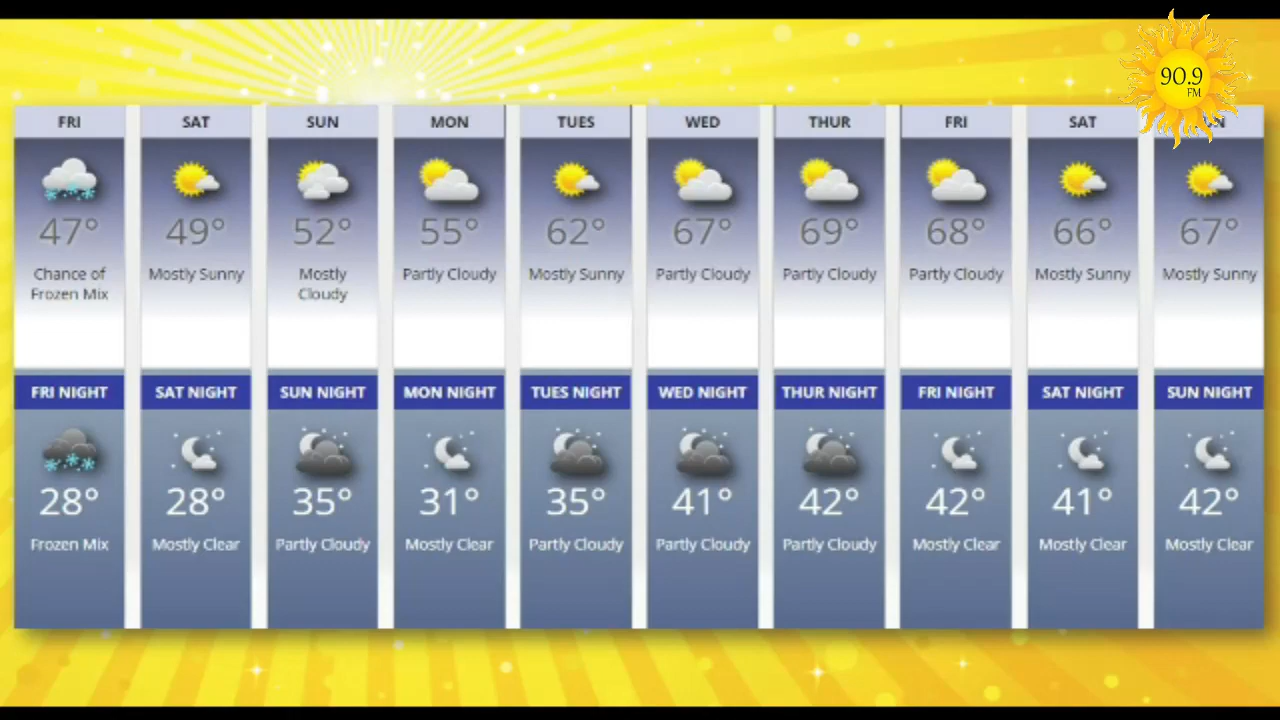 90.9
FM
FRI SAT SUN MON TUES WED THUR FRI SAT
47° 49° 52° 55° 62° 67° 69° 68° 66° 67°
Chance of Mostly Sunny Mostly Partly Cloudy Mostly Sunny Partly Cloudy Partly Cloudy Partly Cloudy Mostly Sunny Mostly Sunny
Frozen Mix Cloudy
FRI NIGHT SAT NIGHT SUN NIGHT MON NIGHT TUES NIGHT WED NIGHT THUR NIGHT FRI NIGHT SAT NIGHT SUN NIGHT
28° 28° 35° 31° 35° 41° 42° 42° 41° 42°
Frozen Mix Mostly Clear Partly Cloudy Mostly Clear Partly Cloudy Partly Cloudy Partly Cloudy Mostly Clear Mostly Clear Mostly Clear